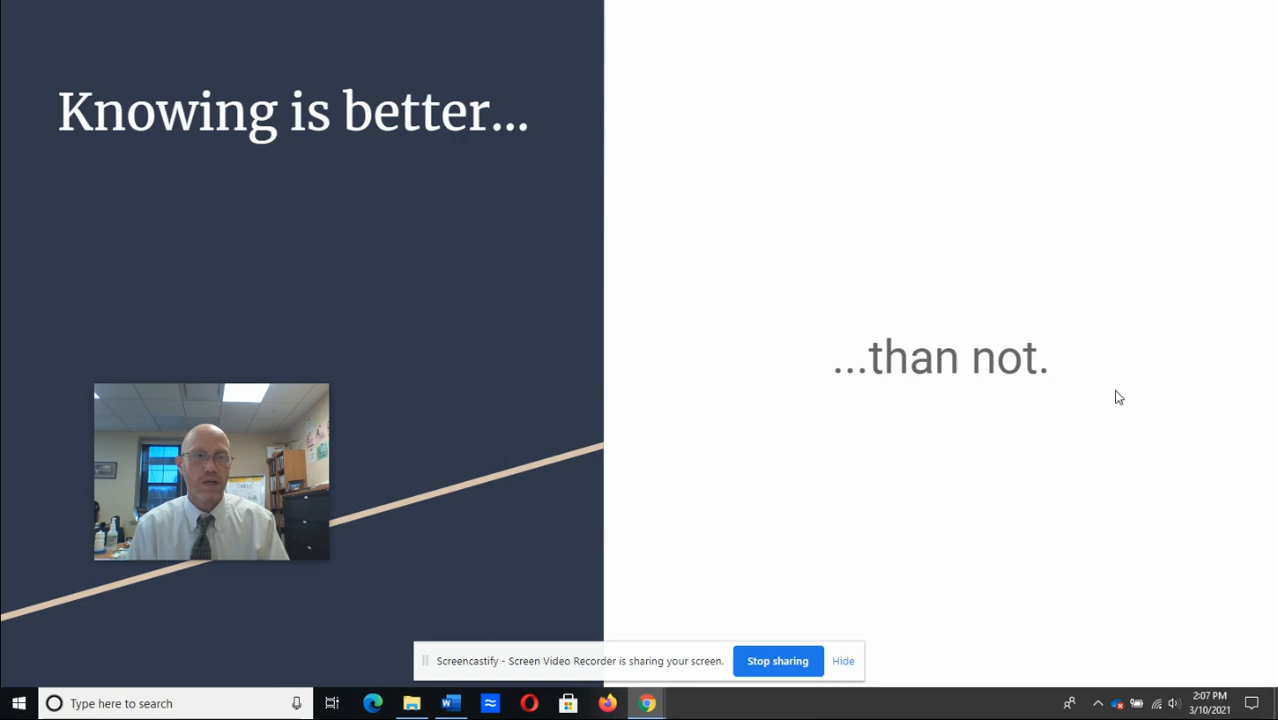 Knowing is better...
...than not.
Screencastify - Screen Video Recorder is sharing your screen.
Stop sharing
Hide
Type here to search
2:07 PM
3/10/2021